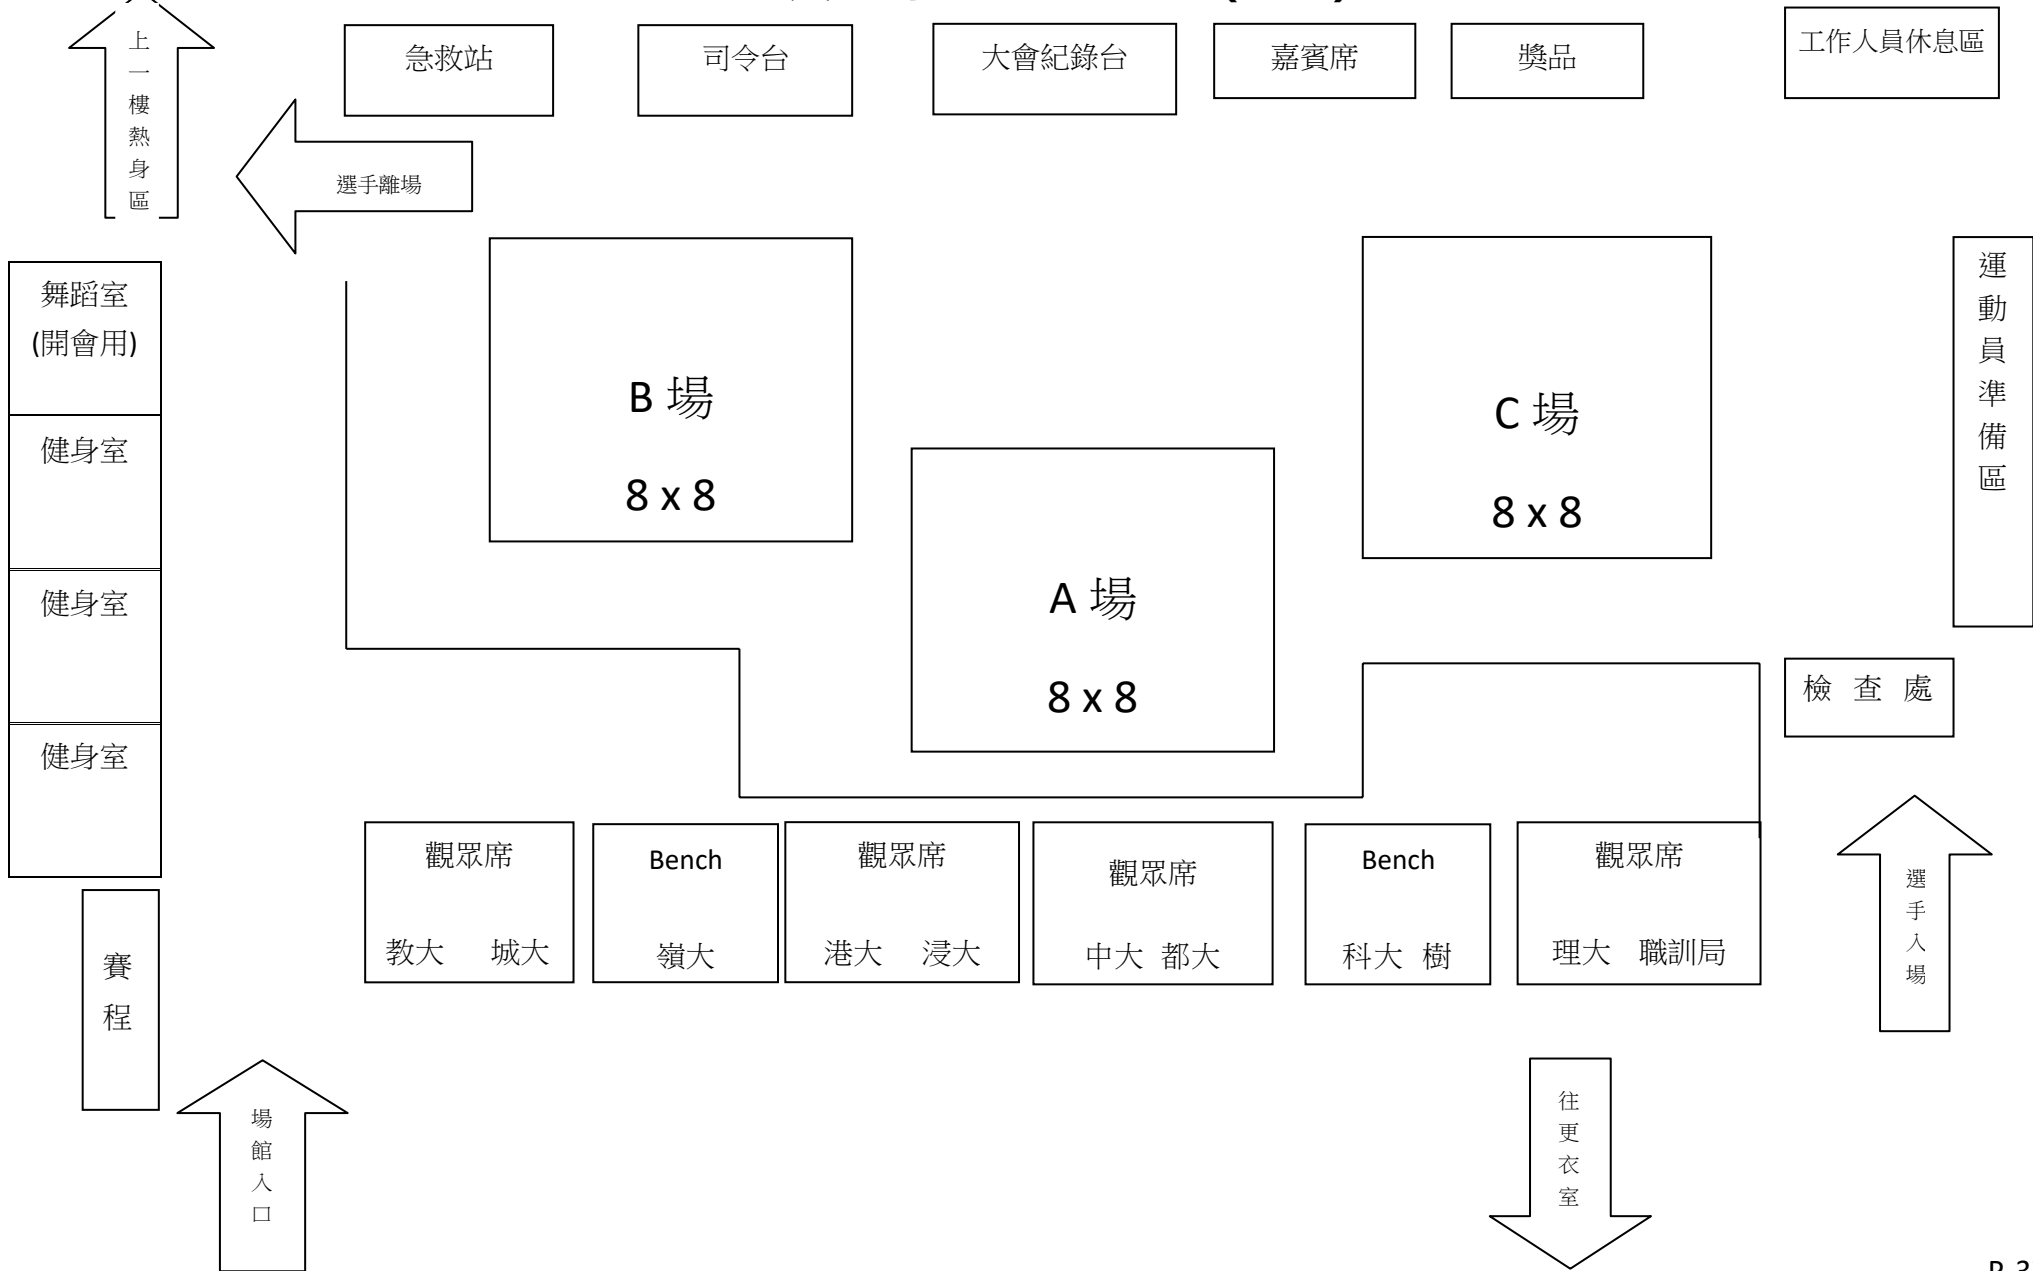 急救站
司令台
大會紀錄台
嘉賓席
獎品
工作人員休息區
上一樓熱身區
選手離場
舞蹈室
(開會用)
健身室
健身室
健身室
B 場
8 x 8
A 場
8 x 8
C 場
8 x 8
運動員準備區
檢 查 處
觀眾席
教大 城大
Bench
嶺大
觀眾席
港大 浸大
觀眾席
中大 都大
Bench
科大 樹
觀眾席
理大 職訓局
選手入場
賽程
場館入口
往更衣室